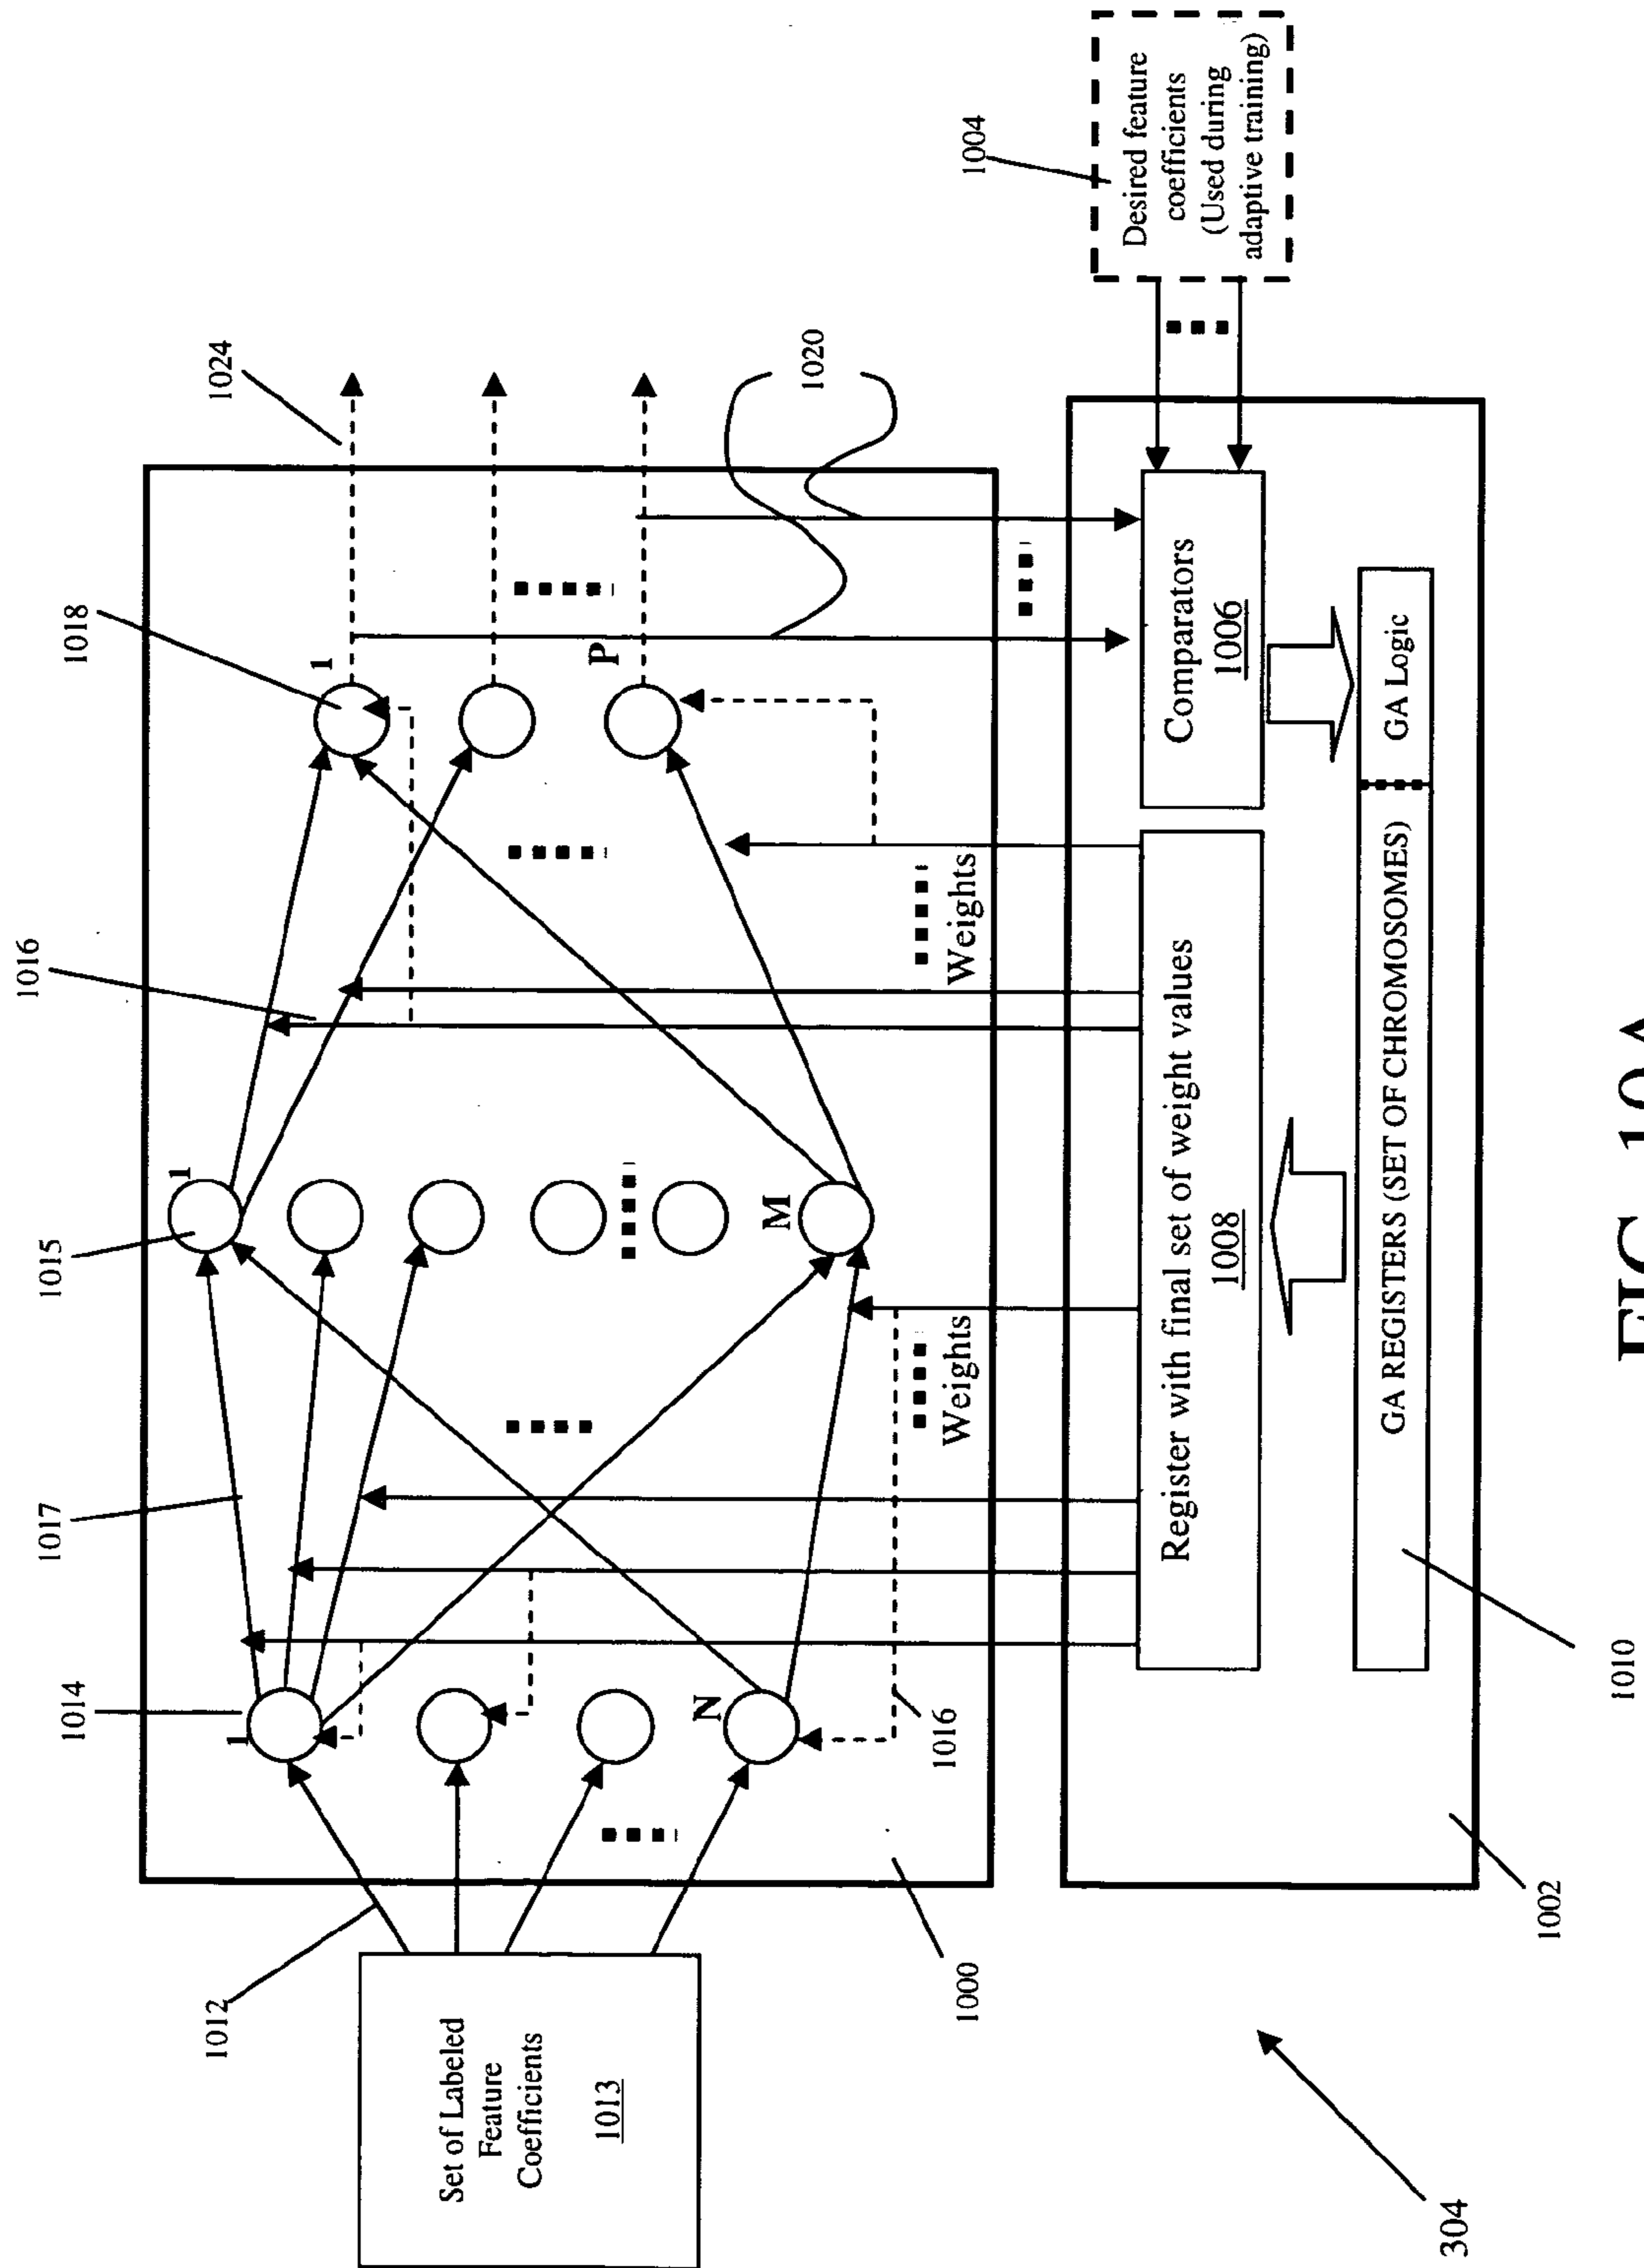 1024
1018
1
P
1020
1016
1015
1
M
1017
1014
1
N
1016
1012
Set of Labeled
Feature
Coefficients
1013
1000
Weights
Weights
1004
Desired feature
coefficients
(Used during
adaptive training)
Comparators
1006
Register with final set of weight values
1008
GA REGISTERS (SET OF CHROMOSOMES)
GA Logic
1010
1002
304
FIG. 10A